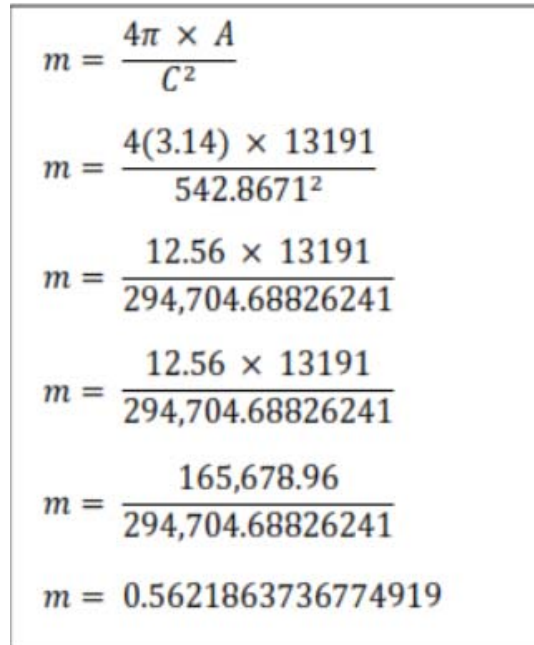 m = 4π × A
C²
m = 4(3.14) × 13191
542.8671²
m = 12.56 × 13191
294,704.68826241
m = 12.56 × 13191
294,704.68826241
m = 165,678.96
294,704.68826241
m = 0.5621863736774919